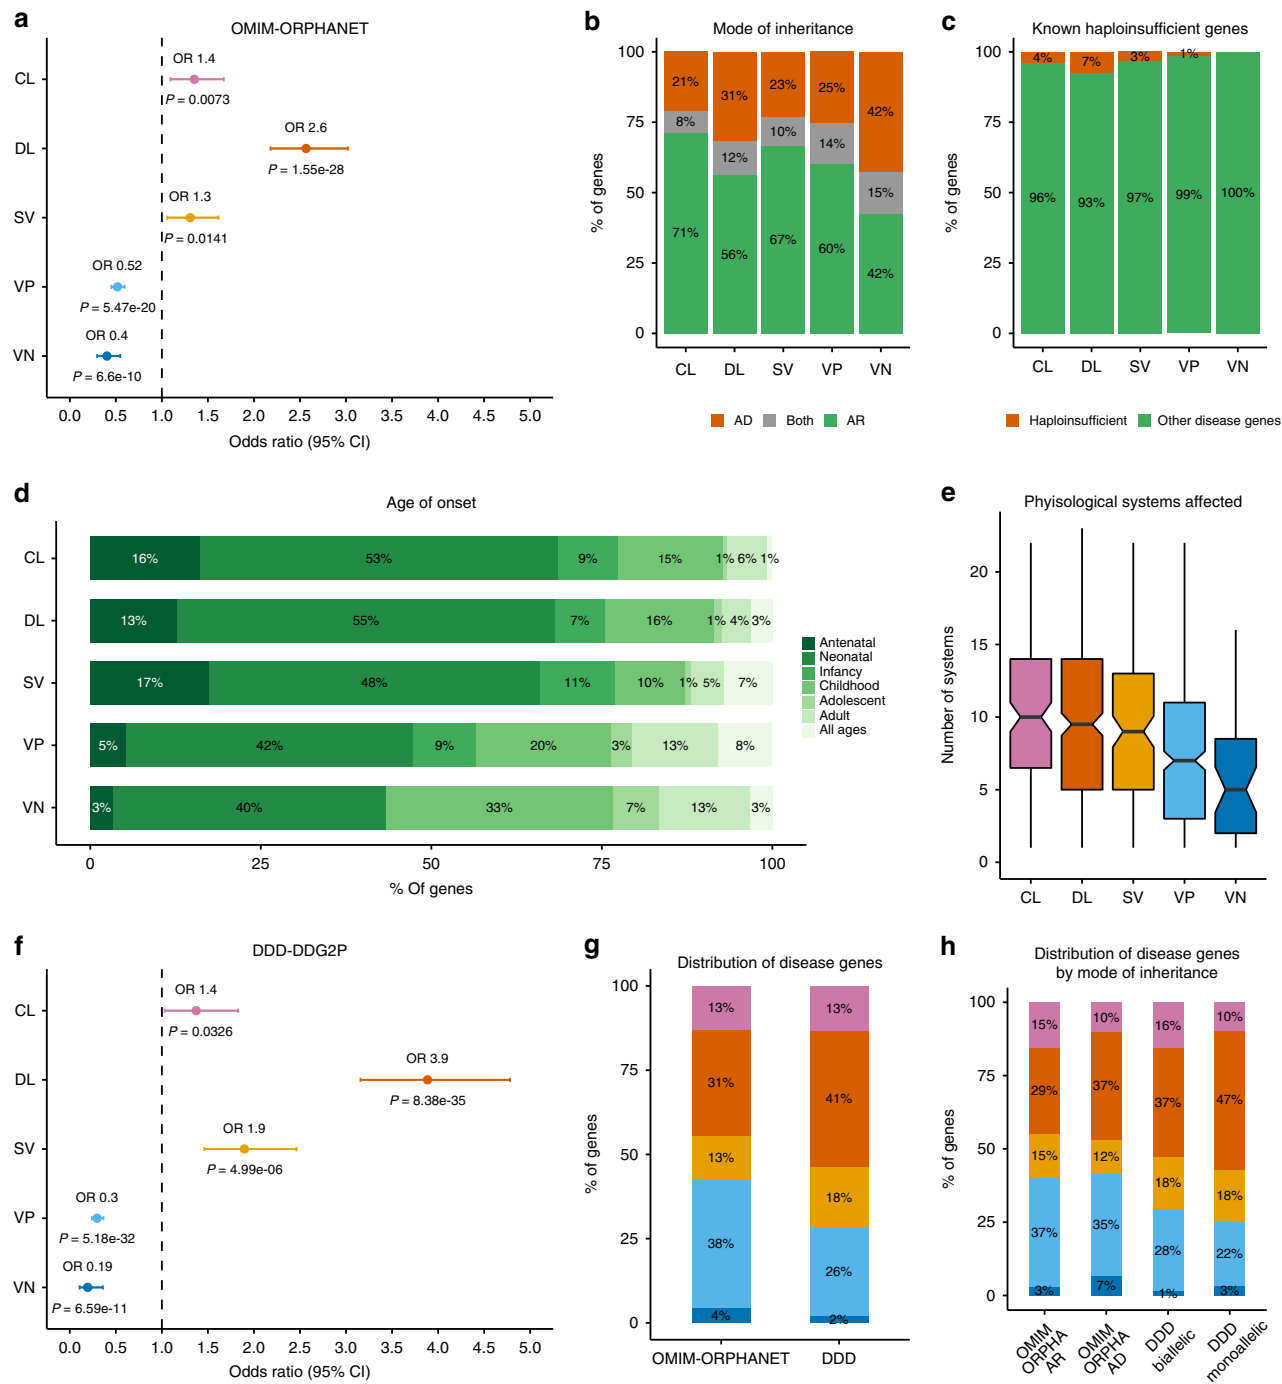 a
OMIM-ORPHANET
CL
DL
SV
VP
VN
OR 1.4
P = 0.0073
OR 2.6
P = 1.55e-28
OR 1.3
P = 0.0141
OR 0.52
P = 5.47e-20
OR 0.4
P = 6.6e-10
0.0 0.5 1.0 1.5 2.0 2.5 3.0 3.5 4.0 4.5 5.0
Odds ratio (95% CI)
b
Mode of inheritance
% of genes
100
75
50
25
0
21% 31% 23% 25% 42%
8% 12% 10% 14% 15%
71% 56% 67% 60% 42%
CL DL SV VP VN
AD Both AR
c
Known haploinsufficient genes
% of genes
100
75
50
25
0
4% 7% 3% 1%
96% 93% 97% 99% 100%
CL DL SV VP VN
Haploinsufficient Other disease genes
d
Age of onset
CL 16% 53% 9% 15% 1% 6% 1%
DL 13% 55% 7% 16% 1% 4% 3%
SV 17% 48% 11% 10% 1% 5% 7%
VP 5% 42% 9% 20% 3% 13% 8%
VN 3% 40% 33% 7% 13% 3%
0 25 50 75 100
% Of genes
Antenatal
Neonatal
Infancy
Childhood
Adolescent
Adult
All ages
e
Phyisological systems affected
Number of systems
20
15
10
5
0
CL DL SV VP VN
f
DDD-DDG2P
CL
DL
SV
VP
VN
OR 1.4
P = 0.0326
OR 3.9
P = 8.38e-35
OR 1.9
P = 4.99e-06
OR 0.3
P = 5.18e-32
OR 0.19
P = 6.59e-11
0.0 0.5 1.0 1.5 2.0 2.5 3.0 3.5 4.0 4.5 5.0
Odds ratio (95% CI)
g
Distribution of disease genes
% of genes
100
75
50
25
0
13% 13%
31% 41%
13% 18%
38% 26%
4% 2%
OMIM-ORPHANET DDD
h
Distribution of disease genes
by mode of inheritance
% of genes
100
75
50
25
0
15% 10% 16% 10%
29% 37% 37% 47%
15% 12% 18% 18%
37% 35% 28% 22%
3% 7% 1% 3%
OMIM
ORPHA
AR
OMIM
ORPHA
AD
DDD
biallelic
DDD
monoallelic